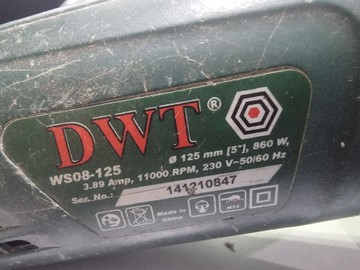 DWT®
WS08-125
Ø 125 mm [5"], 860 W,
3.89 Amp, 11000 RPM, 230 V~50/60 Hz
Ser. No.: 141210847
Made in
China
M14